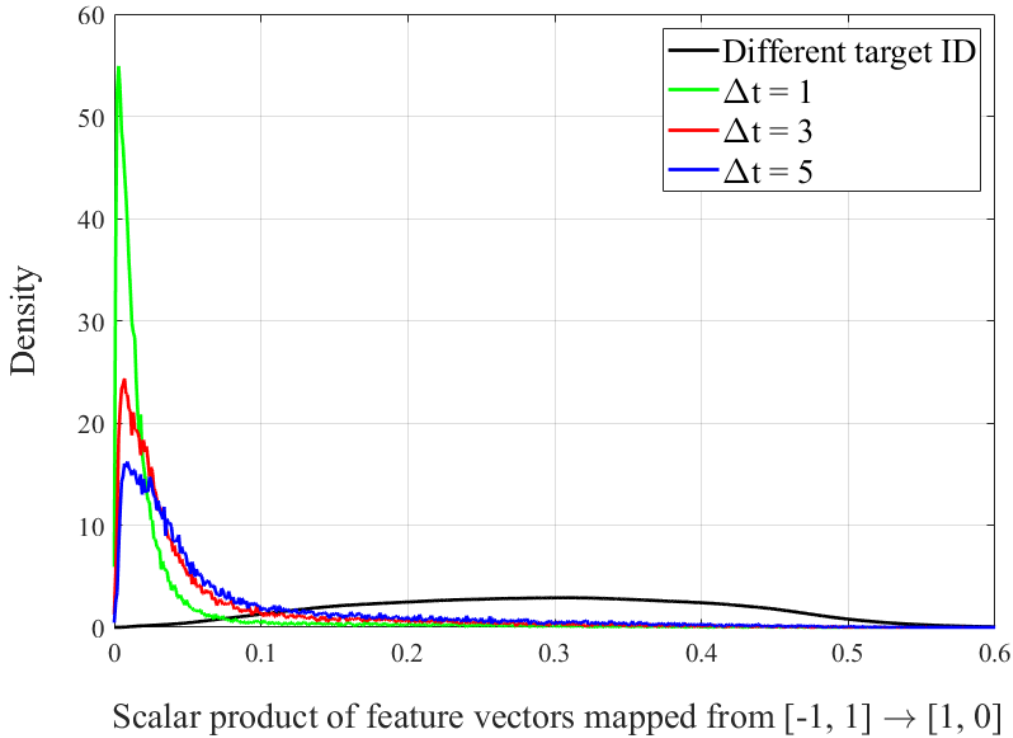 60
50
40
30
20
10
0
Density
Different target ID
Δt = 1
Δt = 3
Δt = 5
0 0.1 0.2 0.3 0.4 0.5 0.6
Scalar product of feature vectors mapped from [-1, 1] → [1, 0]